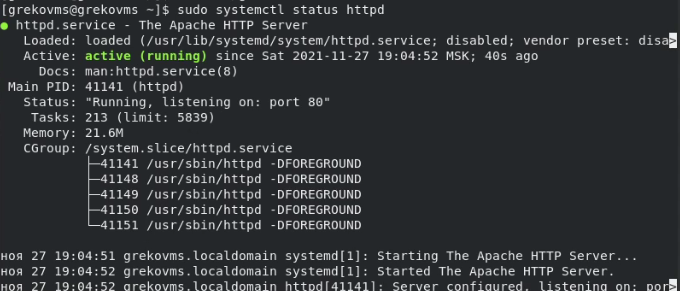 [grekovms@grekovms ~]$ sudo systemctl status httpd
● httpd.service - The Apache HTTP Server
Loaded: loaded (/usr/lib/systemd/system/httpd.service; disabled; vendor preset: disa>
Active: active (running) since Sat 2021-11-27 19:04:52 MSK; 40s ago
Docs: man:httpd.service(8)
Main PID: 41141 (httpd)
Status: "Running, listening on: port 80"
Tasks: 213 (limit: 5839)
Memory: 21.6M
CGroup: /system.slice/httpd.service
├─41141 /usr/sbin/httpd -DFOREGROUND
├─41148 /usr/sbin/httpd -DFOREGROUND
├─41149 /usr/sbin/httpd -DFOREGROUND
├─41150 /usr/sbin/httpd -DFOREGROUND
└─41151 /usr/sbin/httpd -DFOREGROUND
ноя 27 19:04:51 grekovms.localdomain systemd[1]: Starting The Apache HTTP Server...
ноя 27 19:04:52 grekovms.localdomain systemd[1]: Started The Apache HTTP Server.
ноя 27 19:04:52 grekovms.localdomain httpd[41141]: Server configured, listening on: por>